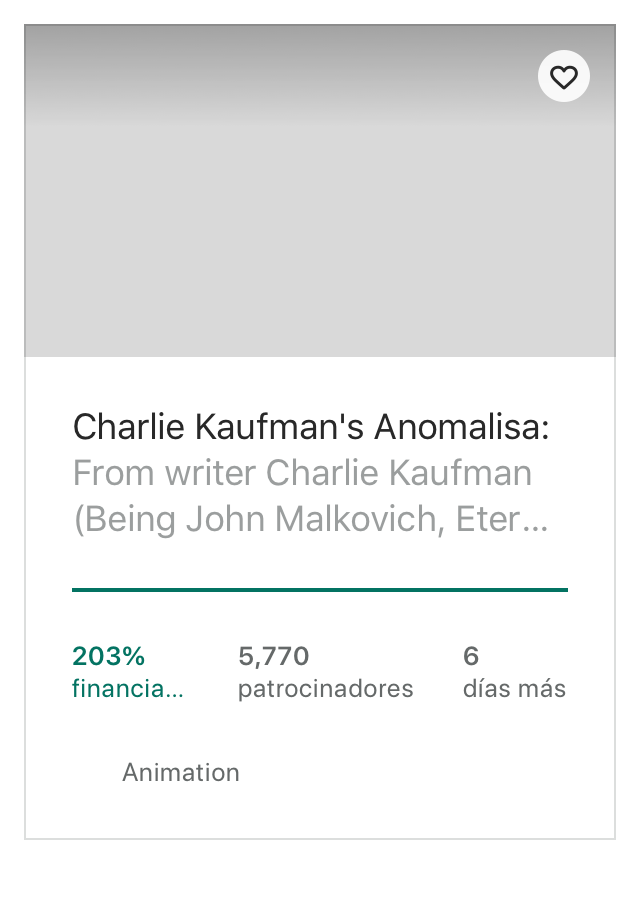 Charlie Kaufman's Anomalisa:
From writer Charlie Kaufman
(Being John Malkovich, Eter...
203%
financia...
5,770
patrocinadores
6
días más
Animation